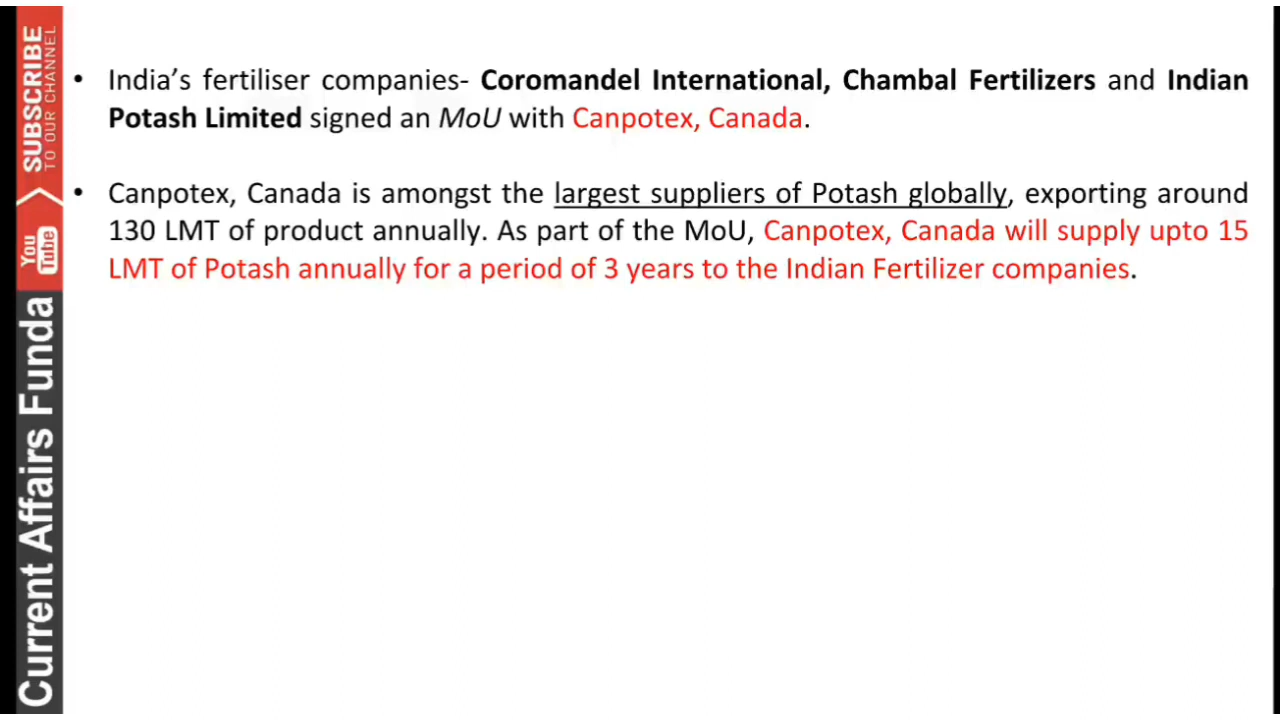 • India's fertiliser companies- Coromandel International, Chambal Fertilizers and Indian
Potash Limited signed an MoU with Canpotex, Canada.
• Canpotex, Canada is amongst the largest suppliers of Potash globally, exporting around
130 LMT of product annually. As part of the MoU, Canpotex, Canada will supply upto 15
LMT of Potash annually for a period of 3 years to the Indian Fertilizer companies.
SUBSCRIBE
TO OUR CHANNEL
You
Tube
Current Affairs Funda